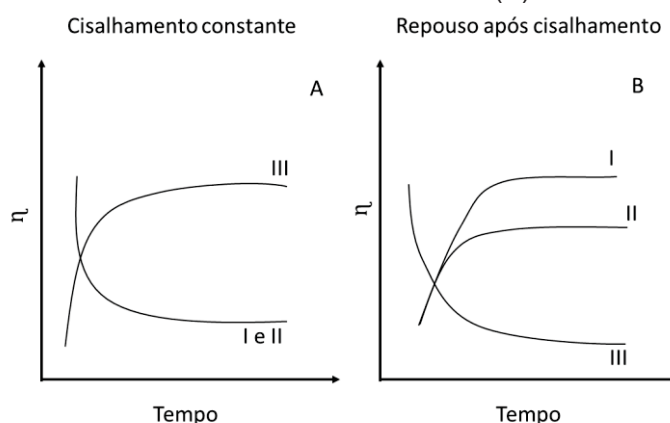 Cisalhamento constante
A
III
η
I e II
Tempo
Repouso após cisalhamento
B
I
II
η
III
Tempo